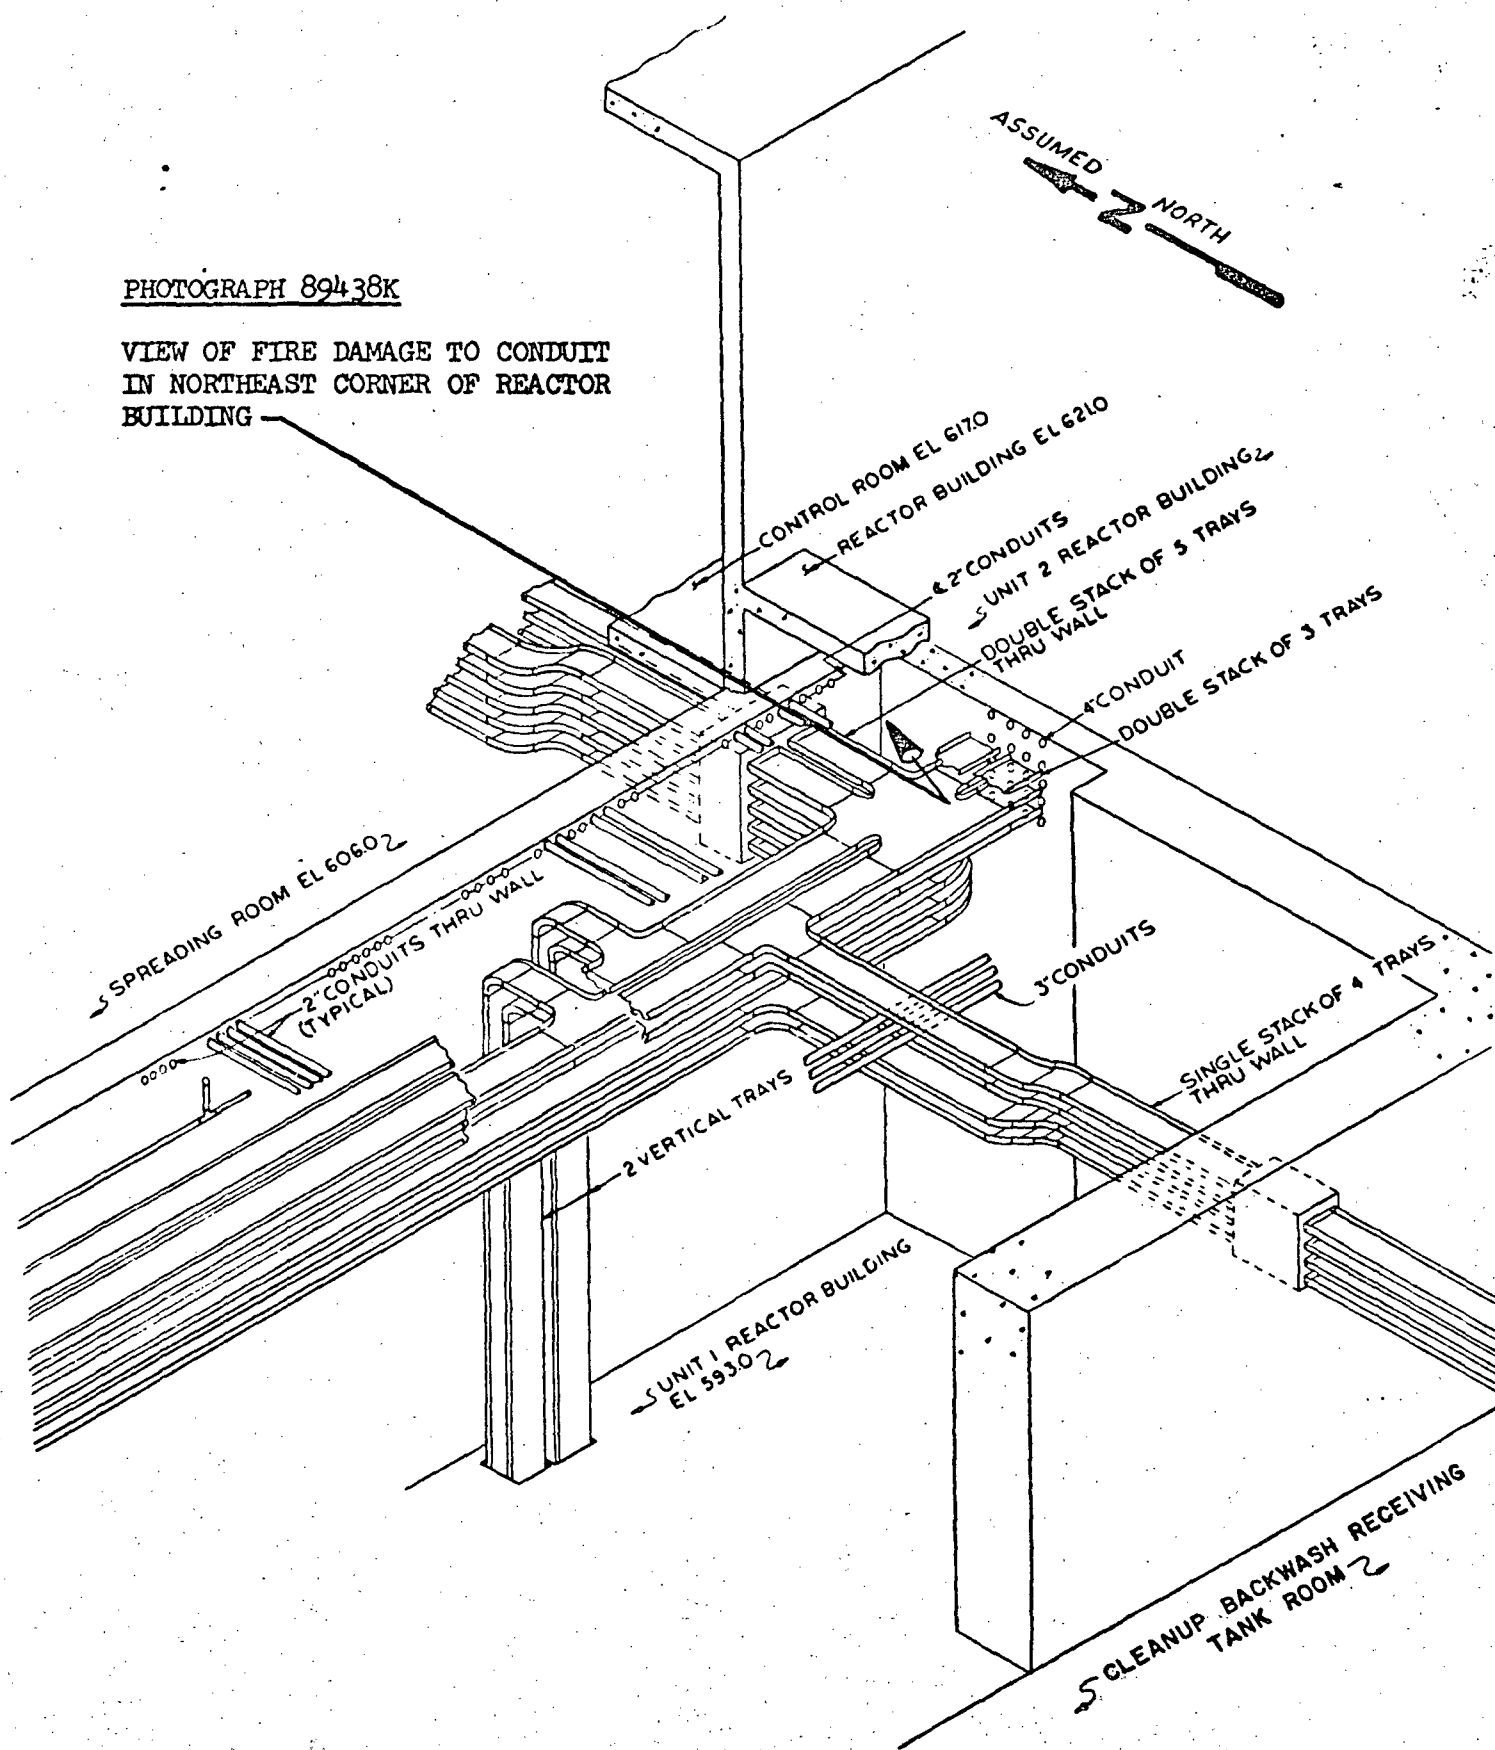 ASSUMED
N
NORTH
PHOTOGRAPH 89438K
VIEW OF FIRE DAMAGE TO CONDUIT
IN NORTHEAST CORNER OF REACTOR
BUILDING
CONTROL ROOM EL 617.0
REACTOR BUILDING EL 621.0
2" CONDUITS
UNIT 2 REACTOR BUILDING
DOUBLE STACK OF 5 TRAYS
THRU WALL
4" CONDUIT
DOUBLE STACK OF 3 TRAYS
SPREADING ROOM EL 606.0
2" CONDUITS THRU WALL
(TYPICAL)
3" CONDUITS
SINGLE STACK OF 4 TRAYS
THRU WALL
2 VERTICAL TRAYS
UNIT 1 REACTOR BUILDING
EL 593.0
CLEANUP BACKWASH RECEIVING
TANK ROOM